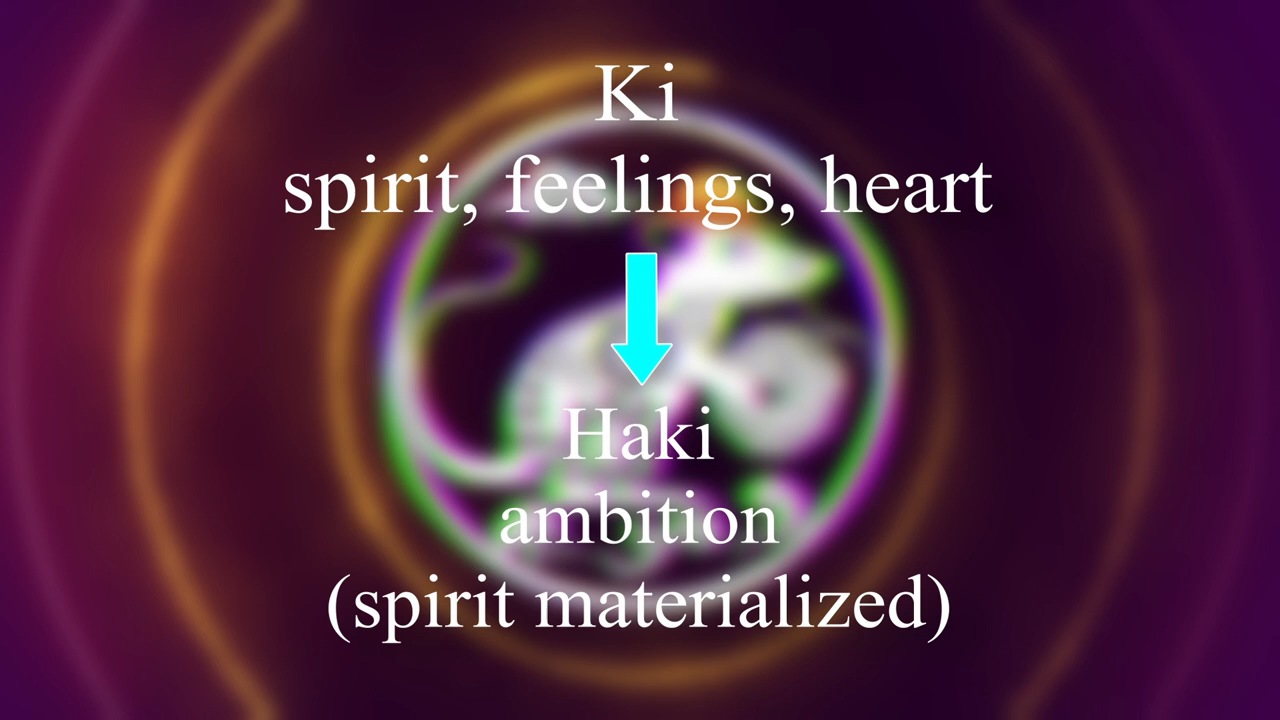 Ki
spirit, feelings, heart
Haki
ambition
(spirit materialized)